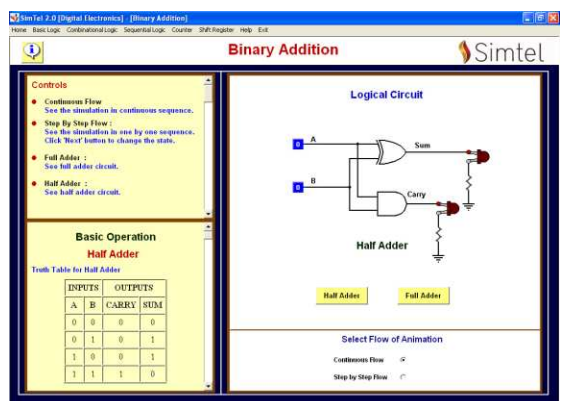 SimTel 2.0 [Digital Electronics] - [Binary Addition]
Home Basic Logic Combinational Logic Sequential Logic Counter Shift Register Help Exit
Binary Addition
Simtel
Controls
Continuous Flow
See the simulation in continuous sequence.
Step By Step Flow :
See the simulation in one by one sequence.
Click 'Next' button to change the state.
Full Adder :
See full adder circuit.
Half Adder :
See half adder circuit.
Basic Operation
Half Adder
Truth Table for Half Adder
INPUTS OUTPUTS
A B CARRY SUM
0 0 0 0
0 1 0 1
1 0 0 1
1 1 1 0
Logical Circuit
0 A Sum
0 B Carry
Half Adder
Half Adder Full Adder
Select Flow of Animation
Continuous Flow
Step by Step Flow